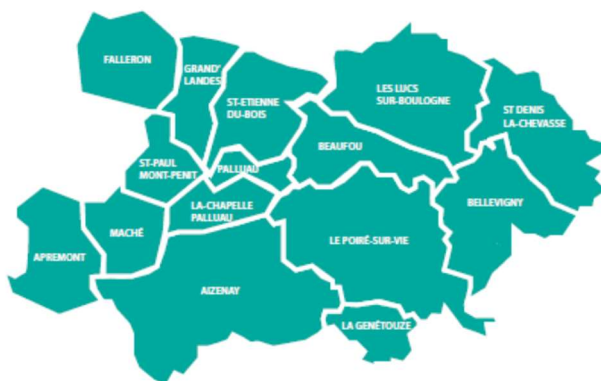 FALLERON
GRAND'
LANDES
ST-ETIENNE
DU-BOIS
LES LUCS
SUR-BOULOGNE
ST DENIS
LA-CHEVASSE
BEAUFOU
ST-PAUL
MONT-PENIT
PALLUAU
BELLEVIGNY
LA-CHAPELLE
PALLUAU
MACHÉ
LE POIRÉ-SUR-VIE
APREMONT
AIZENAY
LA GENÉTOUZE